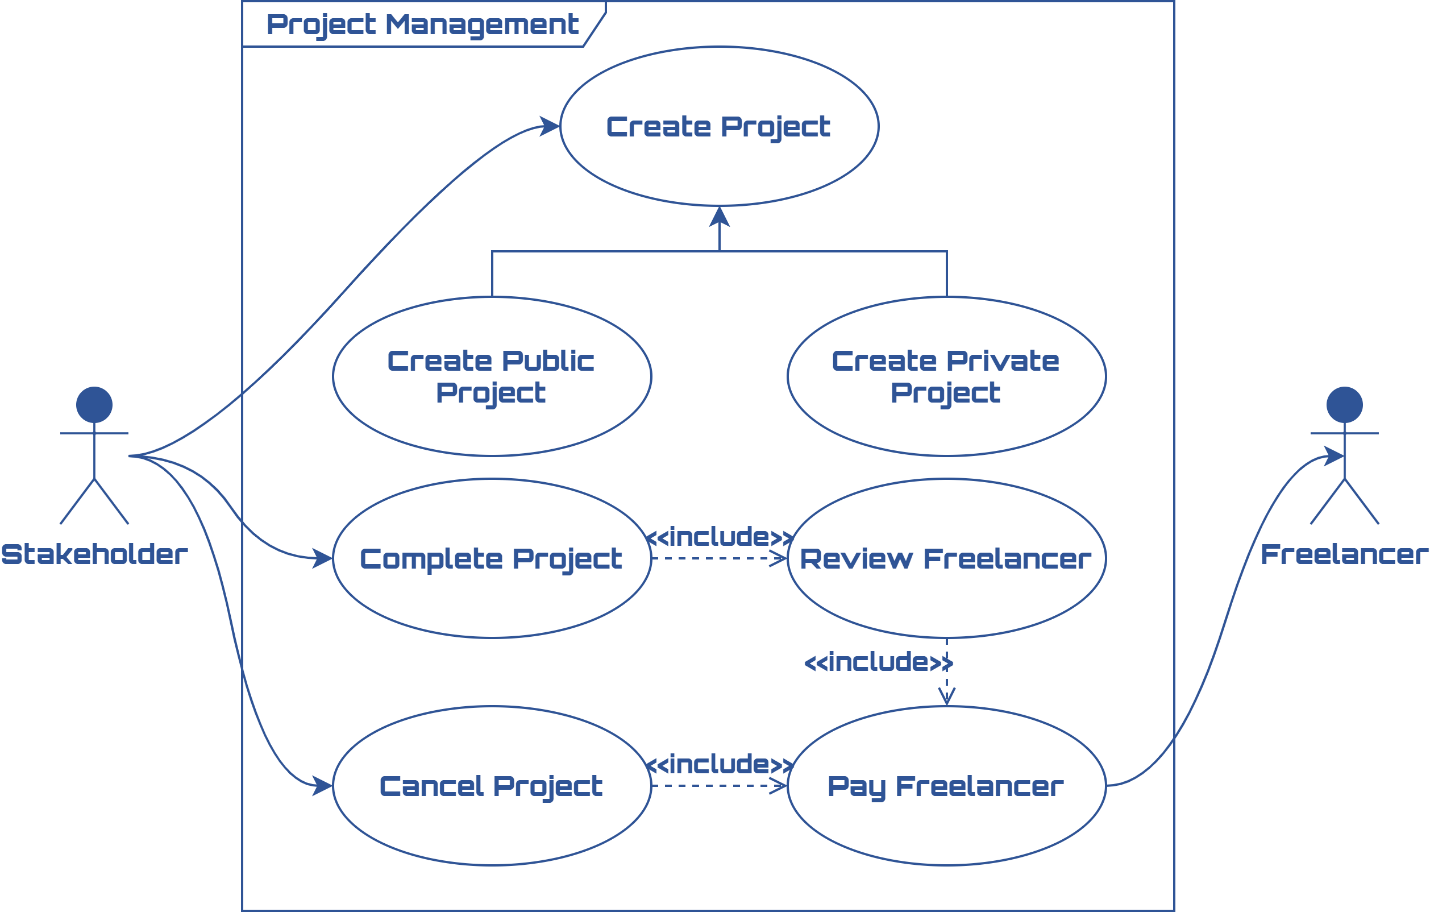 Project Management
Create Project
Create Public
Project
Create Private
Project
Stakeholder
Complete Project
<<include>>
Review Freelancer
Freelancer
<<include>>
Cancel Project
<<include>>
Pay Freelancer